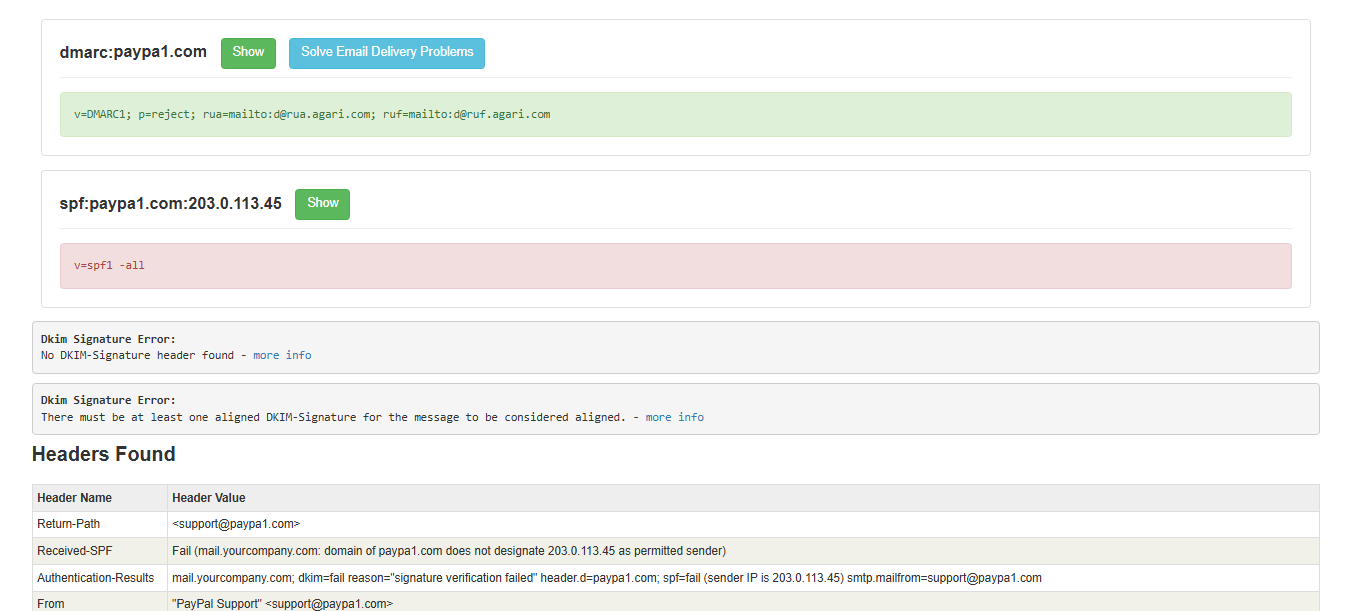 dmarc:paypa1.com Show Solve Email Delivery Problems
v=DMARC1; p=reject; rua=mailto:d@rua.agari.com; ruf=mailto:d@ruf.agari.com
spf:paypa1.com:203.0.113.45 Show
v=spf1 -all
Dkim Signature Error:
No DKIM-Signature header found - more info
Dkim Signature Error:
There must be at least one aligned DKIM-Signature for the message to be considered aligned. - more info
Headers Found
Header Name Header Value
Return-Path <support@paypa1.com>
Received-SPF Fail (mail.yourcompany.com: domain of paypa1.com does not designate 203.0.113.45 as permitted sender)
Authentication-Results mail.yourcompany.com; dkim=fail reason="signature verification failed" header.d=paypa1.com; spf=fail (sender IP is 203.0.113.45) smtp.mailfrom=support@paypa1.com
From "PayPal Support" <support@paypa1.com>